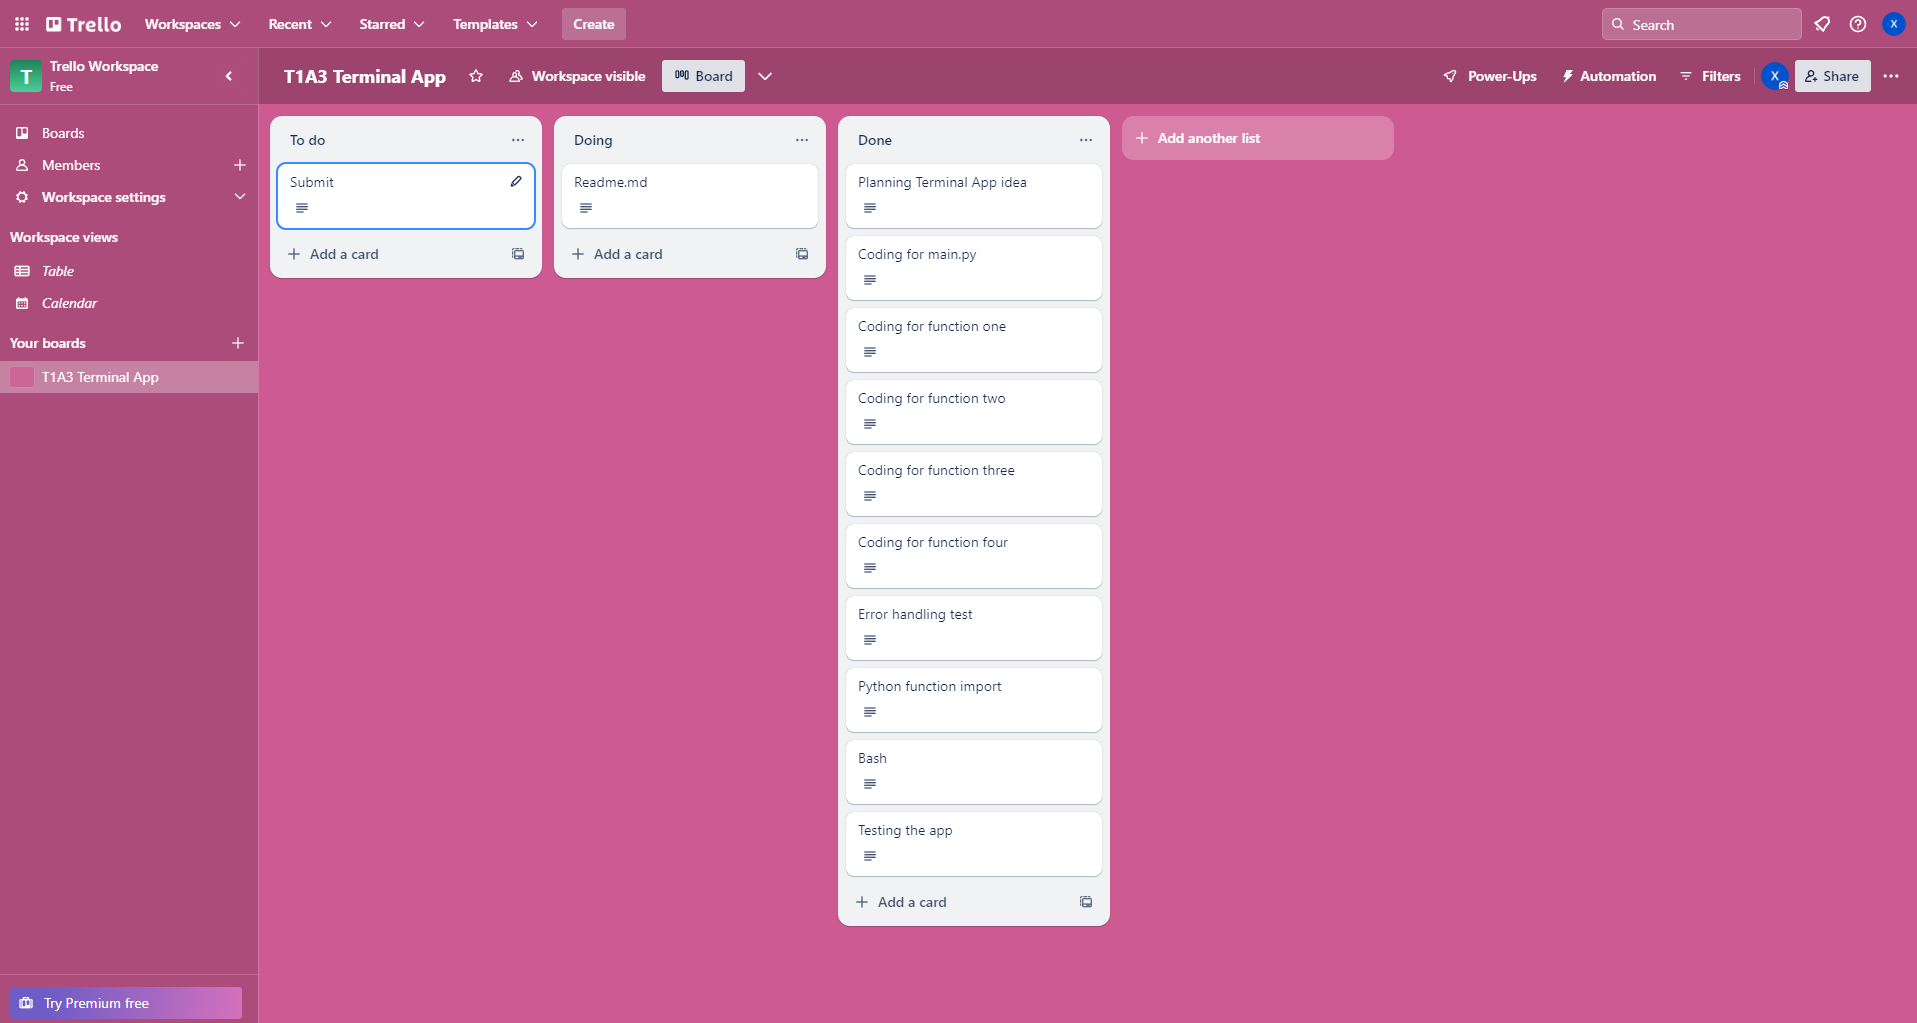 Trello
Workspaces
Recent
Starred
Templates
Create
Search
X
T
Trello Workspace
Free
T1A3 Terminal App
Workspace visible
Board
Power-Ups
Automation
Filters
X
Share
Boards
Members
Workspace settings
Workspace views
Table
Calendar
Your boards
T1A3 Terminal App
Try Premium free
To do
Submit
Add a card
Doing
Readme.md
Add a card
Done
Planning Terminal App idea
Coding for main.py
Coding for function one
Coding for function two
Coding for function three
Coding for function four
Error handling test
Python function import
Bash
Testing the app
Add a card
Add another list